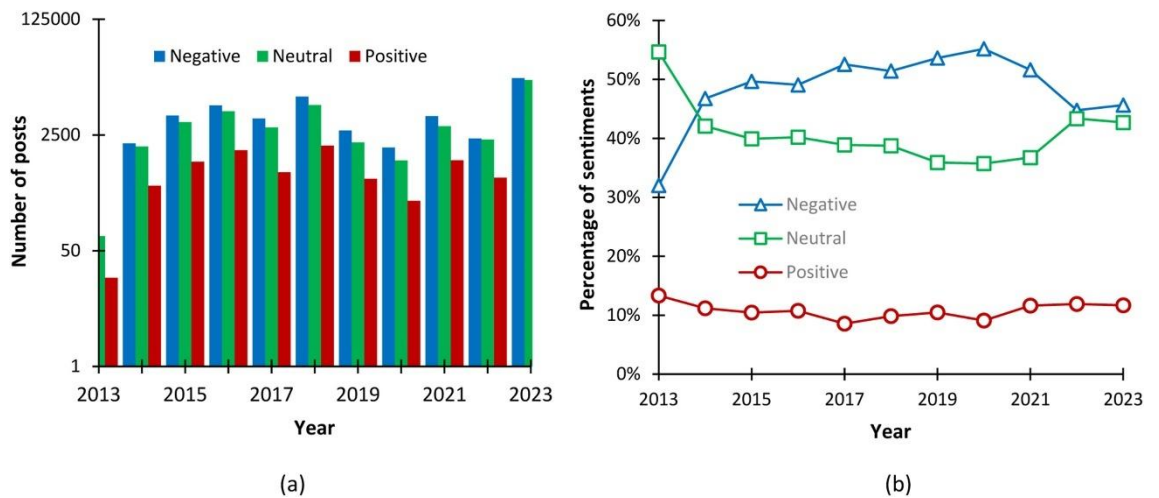 125000
2500
50
1
Number of posts
Negative Neutral Positive
2013 2015 2017 2019 2021 2023
Year
(a)
60%
50%
40%
30%
20%
10%
0%
Percentage of sentiments
Negative
Neutral
Positive
2013 2015 2017 2019 2021 2023
Year
(b)